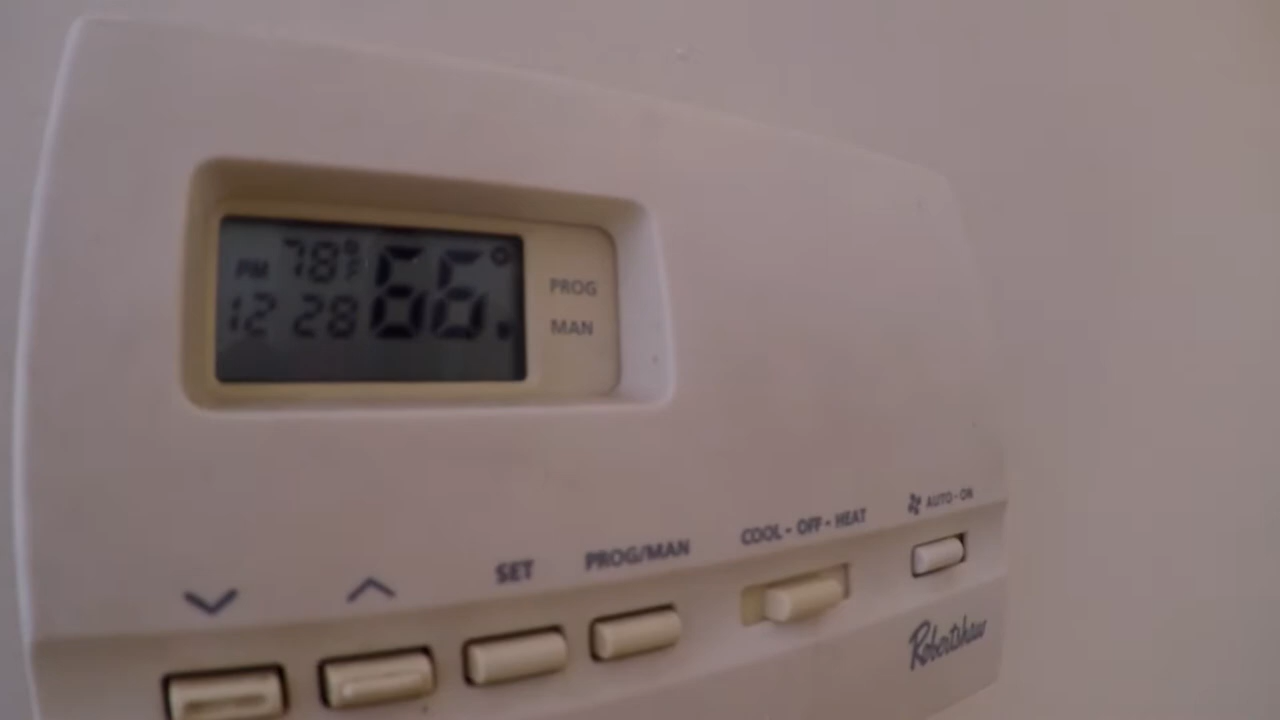 PM 78°F 66°
12 28
PROG
MAN
SET
PROG/MAN
COOL - OFF - HEAT
AUTO - ON
Robertshaw